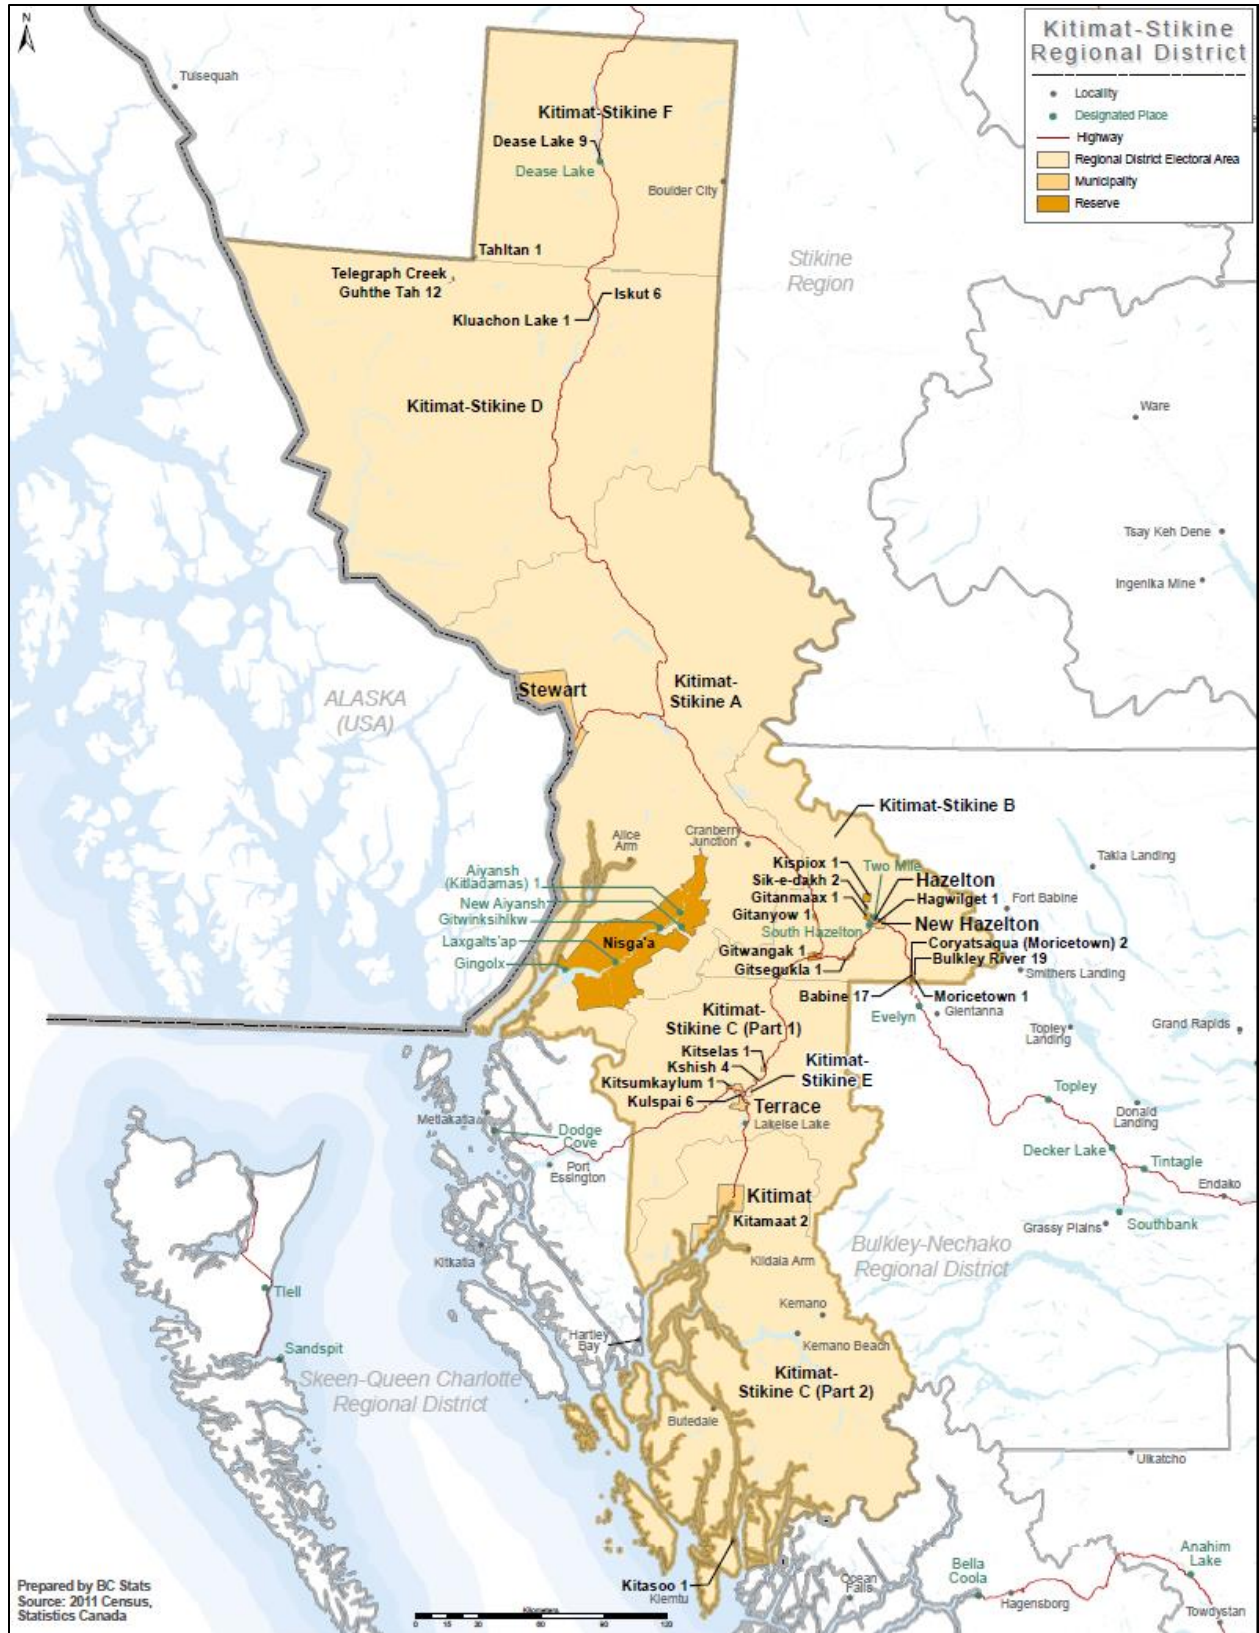 N
Kitimat-Stikine
Regional District
Locality
Designated Place
Highway
Regional District Electoral Area
Municipality
Reserve
Tulsequah
Kitimat-Stikine F
Dease Lake 9
Dease Lake
Boulder City
Tahltan 1
Stikine
Region
Telegraph Creek
Guhthe Tah 12
Iskut 6
Kluachon Lake 1
Kitimat-Stikine D
Ware
Tsay Keh Dene
Ingenika Mine
ALASKA
(USA)
Stewart
Kitimat-
Stikine A
Kitimat-Stikine B
Alice
Arm
Cranberry
Junction
Takla Landing
Kispiox 1
Two Mile
Aiyansh
(Kitladamas) 1
Sik-e-dakh 2
Hazelton
Gitanmaax 1
Hagwilget 1
Fort Babine
New Aiyansh
Gitanyow 1
New Hazelton
Gitwinksihlkw
South Hazelton
Nisga'a
Coryatsaqua (Moricetown) 2
Laxgalts'ap
Gitwangak 1
Bulkley River 19
Gingolx
Gitsegukla 1
Smithers Landing
Babine 17
Moricetown 1
Evelyn
Glentanna
Kitimat-
Stikine C (Part 1)
Topley
Landing
Grand Rapids
Kitselas 1
Kshish 4
Kitimat-
Stikine E
Kitsumkaylum 1
Kulspai 6
Terrace
Lakelse Lake
Topley
Donald
Landing
Metlakatla
Dodge
Cove
Port
Essington
Decker Lake
Tintagle
Endako
Kitimat
Kitamaat 2
Grassy Plains
Southbank
Bulkley-Nechako
Regional District
Kitkatla
Kildala Arm
Tlell
Kemano
Hartley
Bay
Kemano Beach
Sandspit
Skeen-Queen Charlotte
Regional District
Kitimat-
Stikine C (Part 2)
Butedale
Ulkatcho
Anahim
Lake
Bella
Coola
Ocean
Falls
Hagensborg
Towdystan
Kitasoo 1
Klemtu
Prepared by BC Stats
Source: 2011 Census,
Statistics Canada
Kilometers
0 15 30 60 90 120